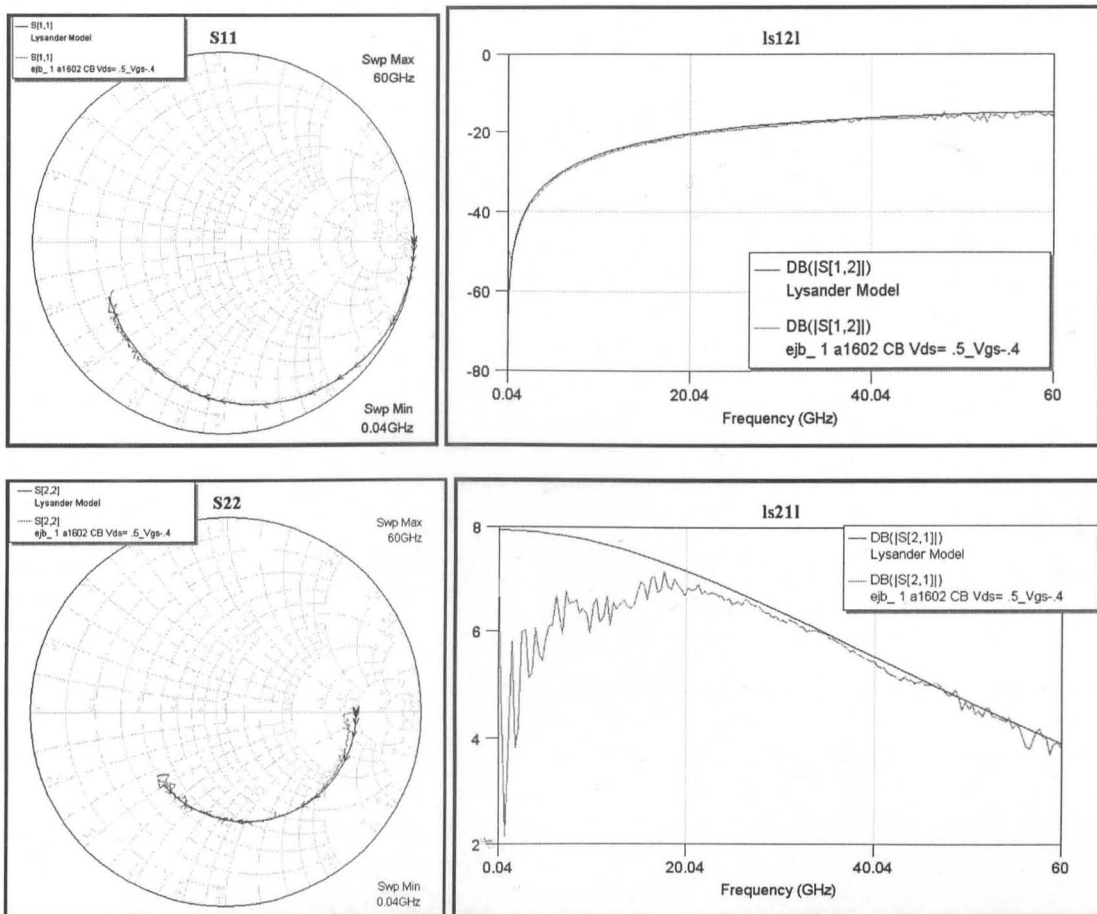 S[1,1]
Lysander Model
S[1,1]
ejb_ 1 a1602 CB Vds= .5_Vgs-.4
S11
Swp Max
60GHz
Swp Min
0.04GHz
ls12l
0
-20
-40
-60
-80
DB(|S[1,2]|)
Lysander Model
DB(|S[1,2]|)
ejb_ 1 a1602 CB Vds= .5_Vgs-.4
0.04
20.04
40.04
60
Frequency (GHz)
S[2,2]
Lysander Model
S[2,2]
ejb_ 1 a1602 CB Vds= .5_Vgs-.4
S22
Swp Max
60GHz
Swp Min
0.04GHz
ls21l
8
6
4
2
DB(|S[2,1]|)
Lysander Model
DB(|S[2,1]|)
ejb_ 1 a1602 CB Vds= .5_Vgs-.4
0.04
20.04
40.04
60
Frequency (GHz)